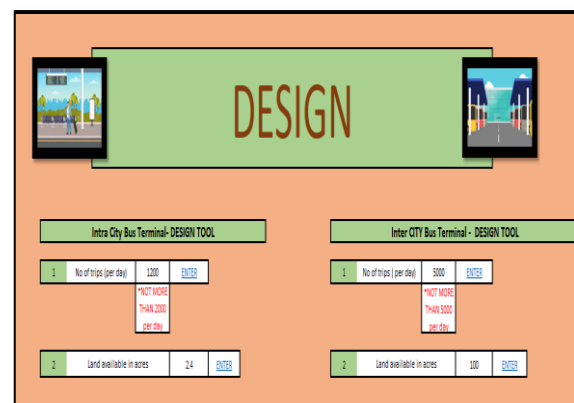 DESIGN
Intra City Bus Terminal- DESIGN TOOL
1 No of trips (per day) 1200 ENTER
*NOT MORE
THAN 2000
per day
2 Land available in acres 2.4 ENTER
Inter CITY Bus Terminal - DESIGN TOOL
1 No of trips ( per day) 5000 ENTER
*NOT MORE
THAN 5000
per day
2 Land available in acres 100 ENTER